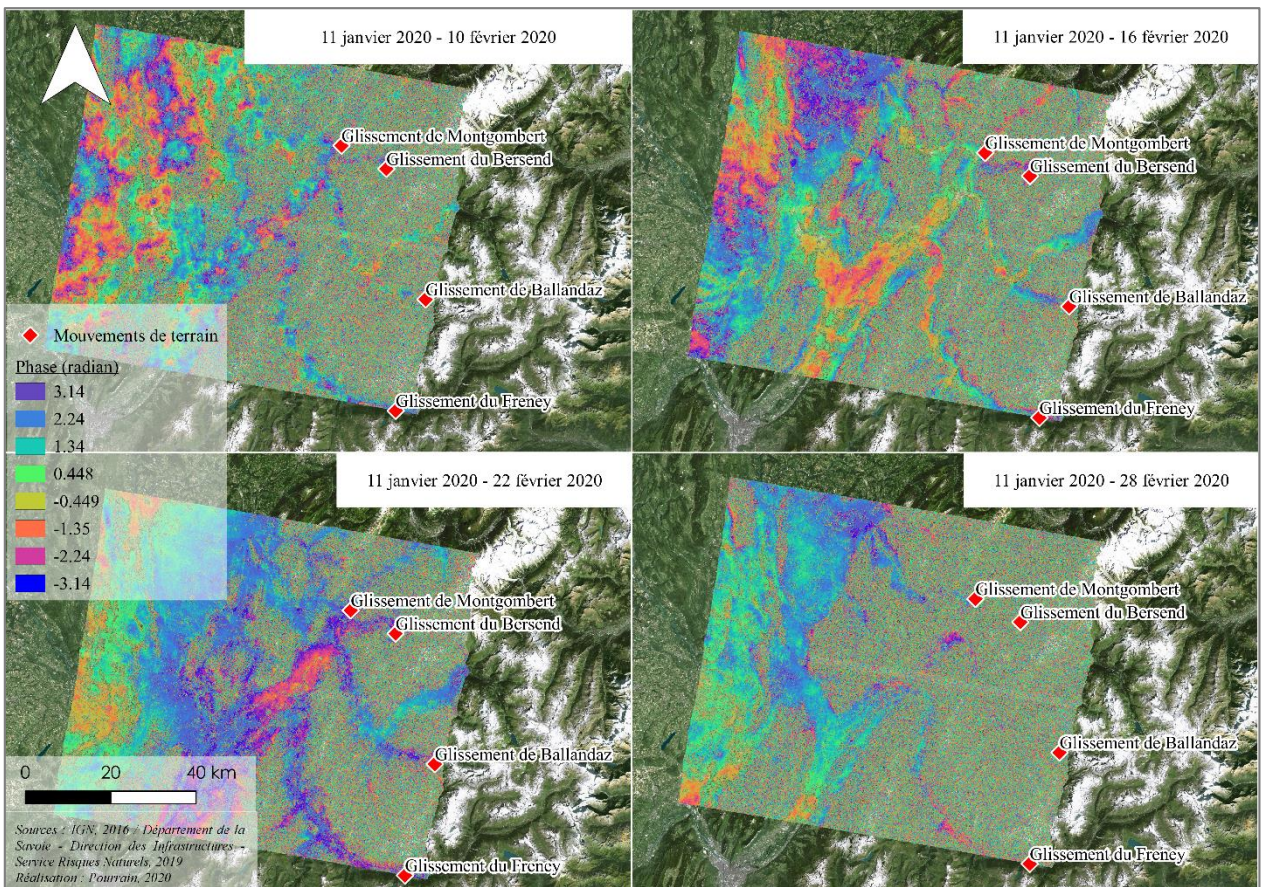 11 janvier 2020 - 10 février 2020
Glissement de Montgombert
Glissement du Bersend
Glissement de Ballandaz
Glissement du Freney
11 janvier 2020 - 16 février 2020
Glissement de Montgombert
Glissement du Bersend
Glissement de Ballandaz
Glissement du Freney
Mouvements de terrain
Phase (radian)
3.14
2.24
1.34
0.448
-0.449
-1.35
-2.24
-3.14
11 janvier 2020 - 22 février 2020
Glissement de Montgombert
Glissement du Bersend
Glissement de Ballandaz
Glissement du Freney
11 janvier 2020 - 28 février 2020
Glissement de Montgombert
Glissement du Bersend
Glissement de Ballandaz
Glissement du Freney
0 20 40 km
Sources : IGN, 2016 / Département de la
Savoie - Direction des Infrastructures -
Service Risques Naturels, 2019
Réalisation : Pourrain, 2020